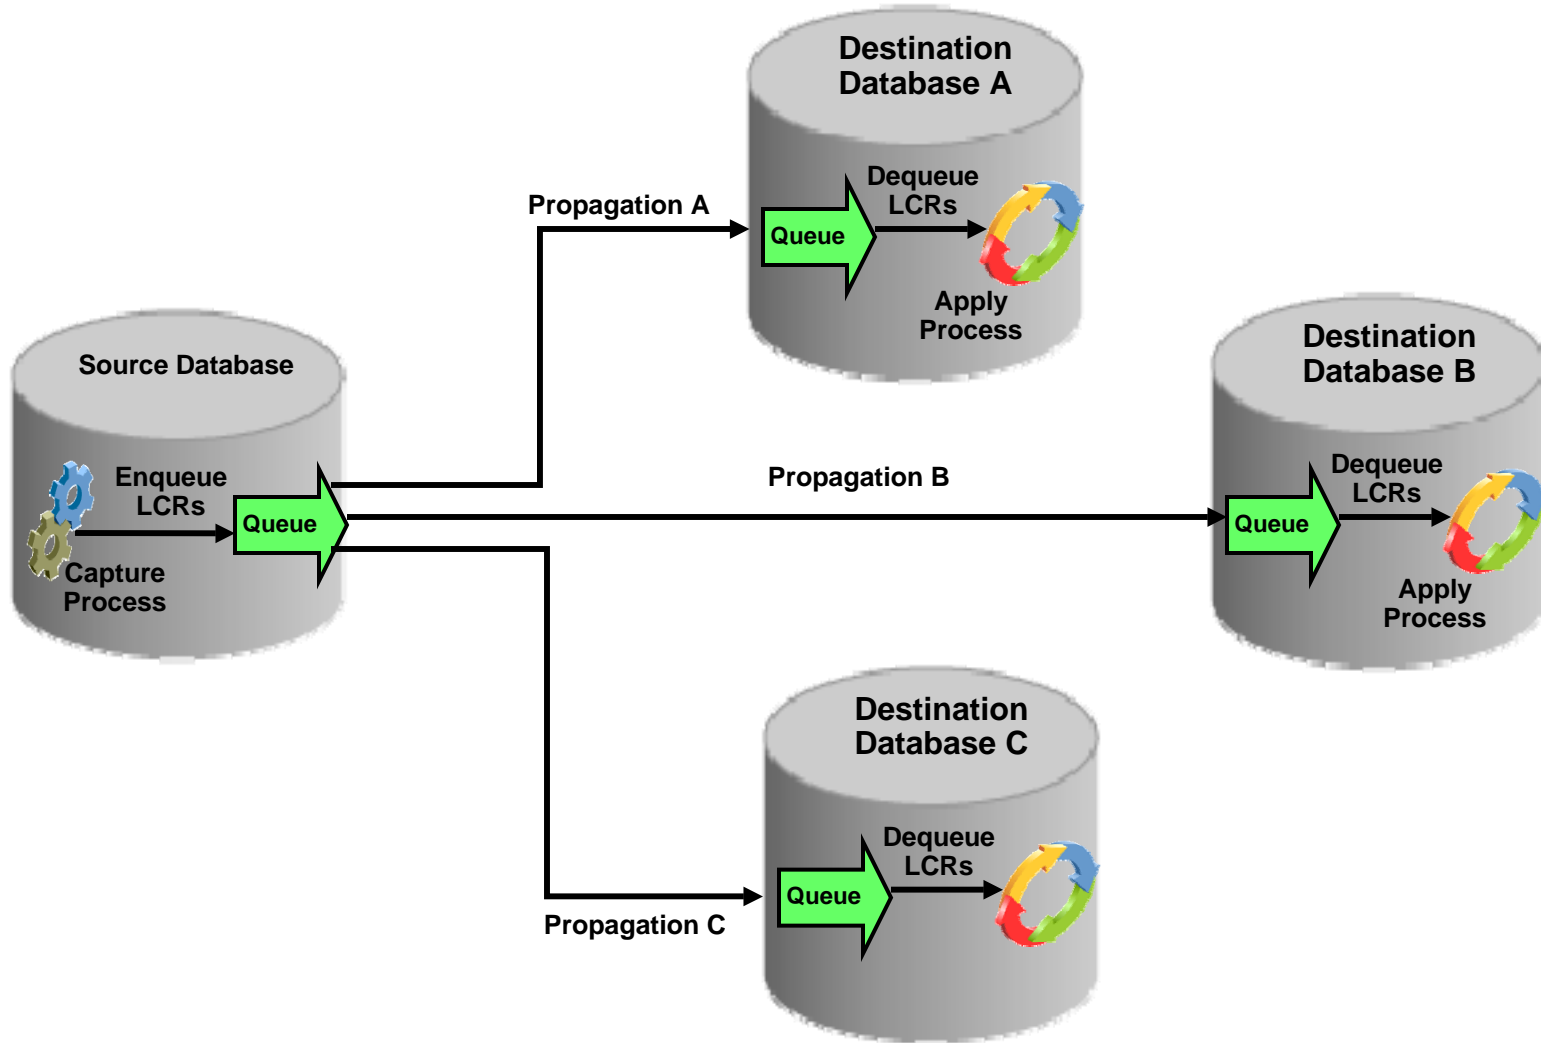 Destination
Database A
Dequeue
LCRs
Propagation A
Queue
Apply
Process
Source Database
Enqueue
LCRs
Queue
Capture
Process
Propagation B
Destination
Database B
Dequeue
LCRs
Queue
Apply
Process
Destination
Database C
Dequeue
LCRs
Queue
Propagation C